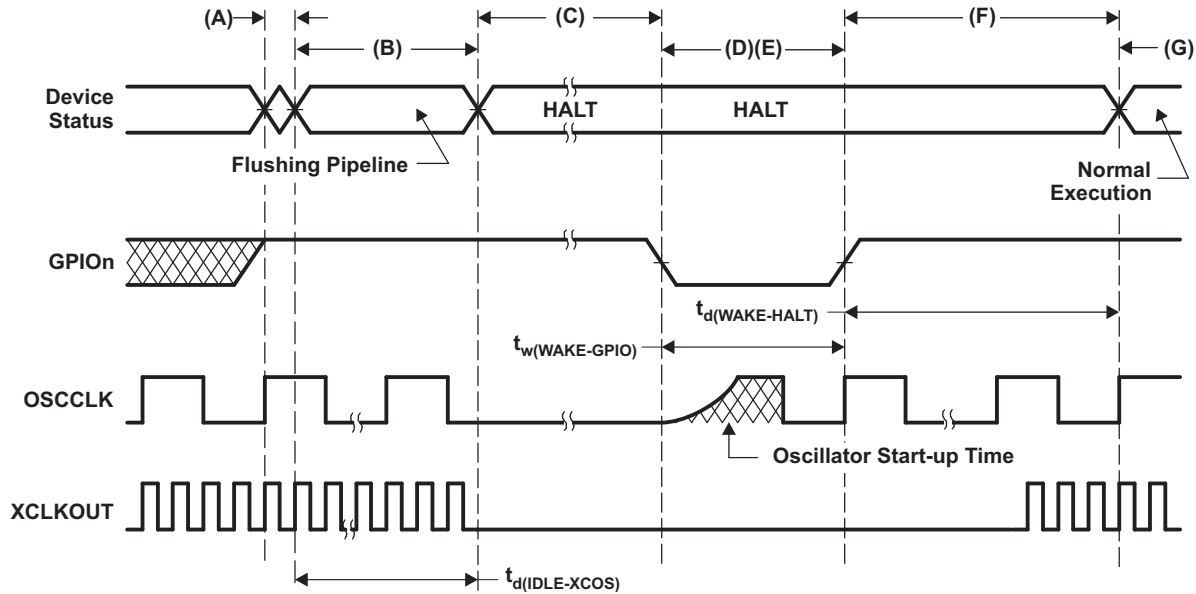 (A)
(C)
(F)
(B)
(D)(E)
(G)
Device
Status
HALT
HALT
Flushing Pipeline
Normal
Execution
GPIOn
td(WAKE-HALT)
tw(WAKE-GPIO)
OSCCLK
Oscillator Start-up Time
XCLKOUT
td(IDLE-XCOS)